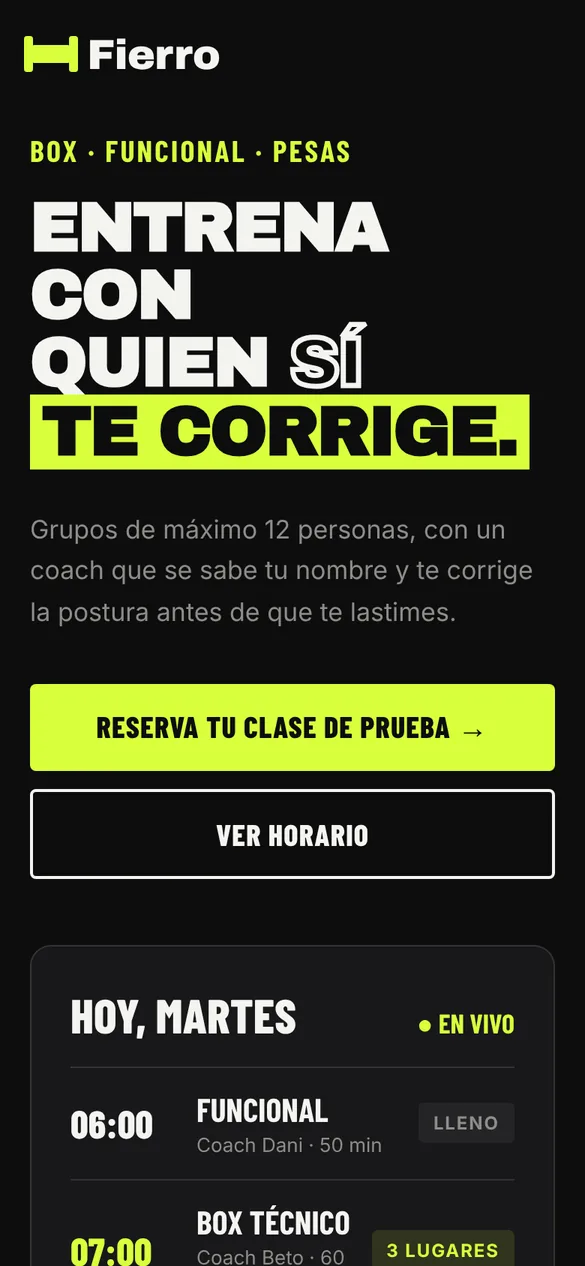 Fierro
BOX · FUNCIONAL · PESAS
ENTRENA
CON
QUIEN SÍ
TE CORRIGE.
Grupos de máximo 12 personas, con un
coach que se sabe tu nombre y te corrige
la postura antes de que te lastimes.
RESERVA TU CLASE DE PRUEBA →
VER HORARIO
HOY, MARTES
● EN VIVO
06:00
FUNCIONAL
Coach Dani · 50 min
LLENO
07:00
BOX TÉCNICO
Coach Beto · 60
3 LUGARES